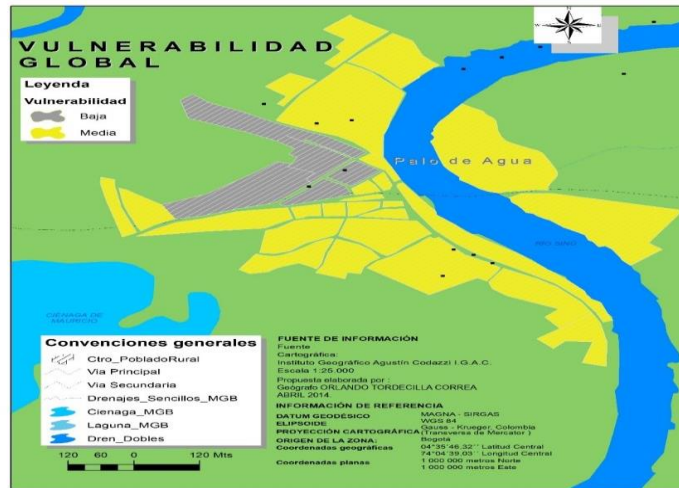 VULNERABILIDAD
GLOBAL
Leyenda
Vulnerabilidad
Baja
Media
Palo de Agua
RIO SINU
CIENAGA DE
Convenciones generales
Ctro_PobladoRural
Via Principal
Via Secundaria
Drenajes_Sencillos_MGB
Cienaga_MGB
Laguna_MGB
Dren_Dobles
120 60 0 120 Mts
FUENTE DE INFORMACIÓN
Fuente
Cartográfica:
Instituto Geográfico Agustín Codazzi I.G.A.C.
Escala 1:25.000
Propuesta elaborada por :
Geógrafo ORLANDO TORDECILLA CORREA
ABRIL 2014.
INFORMACIÓN DE REFERENCIA
DATUM GEODÉSICO MAGNA - SIRGAS
ELIPSOIDE WGS 84
PROYECCIÓN CARTOGRÁFICA Gauss - Krueger, Colombia
(Transversa de Mercator )
ORIGEN DE LA ZONA: Bogotá
Coordenadas geográficas 04°35'46.32'' Latitud Central
74°04'39.03'' Longitud Central
Coordenadas planas 1 000 000 metros Norte
1 000 000 metros Este